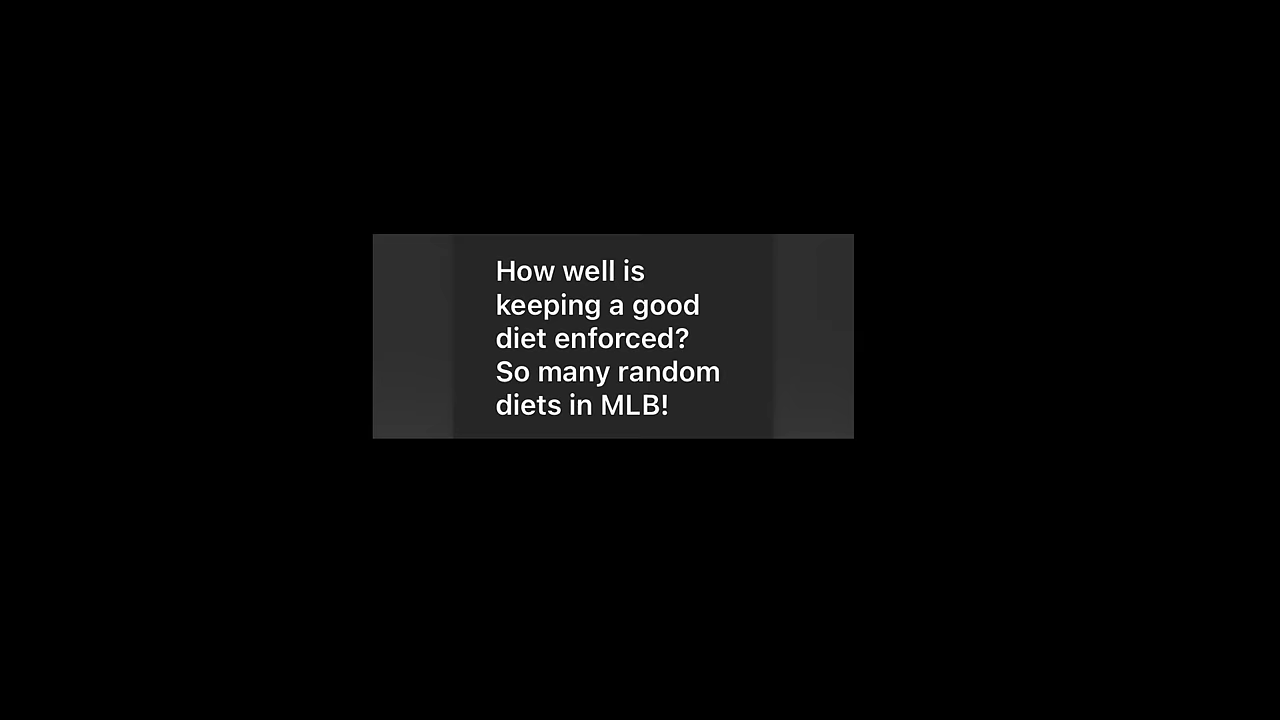 How well is
keeping a good
diet enforced?
So many random
diets in MLB!